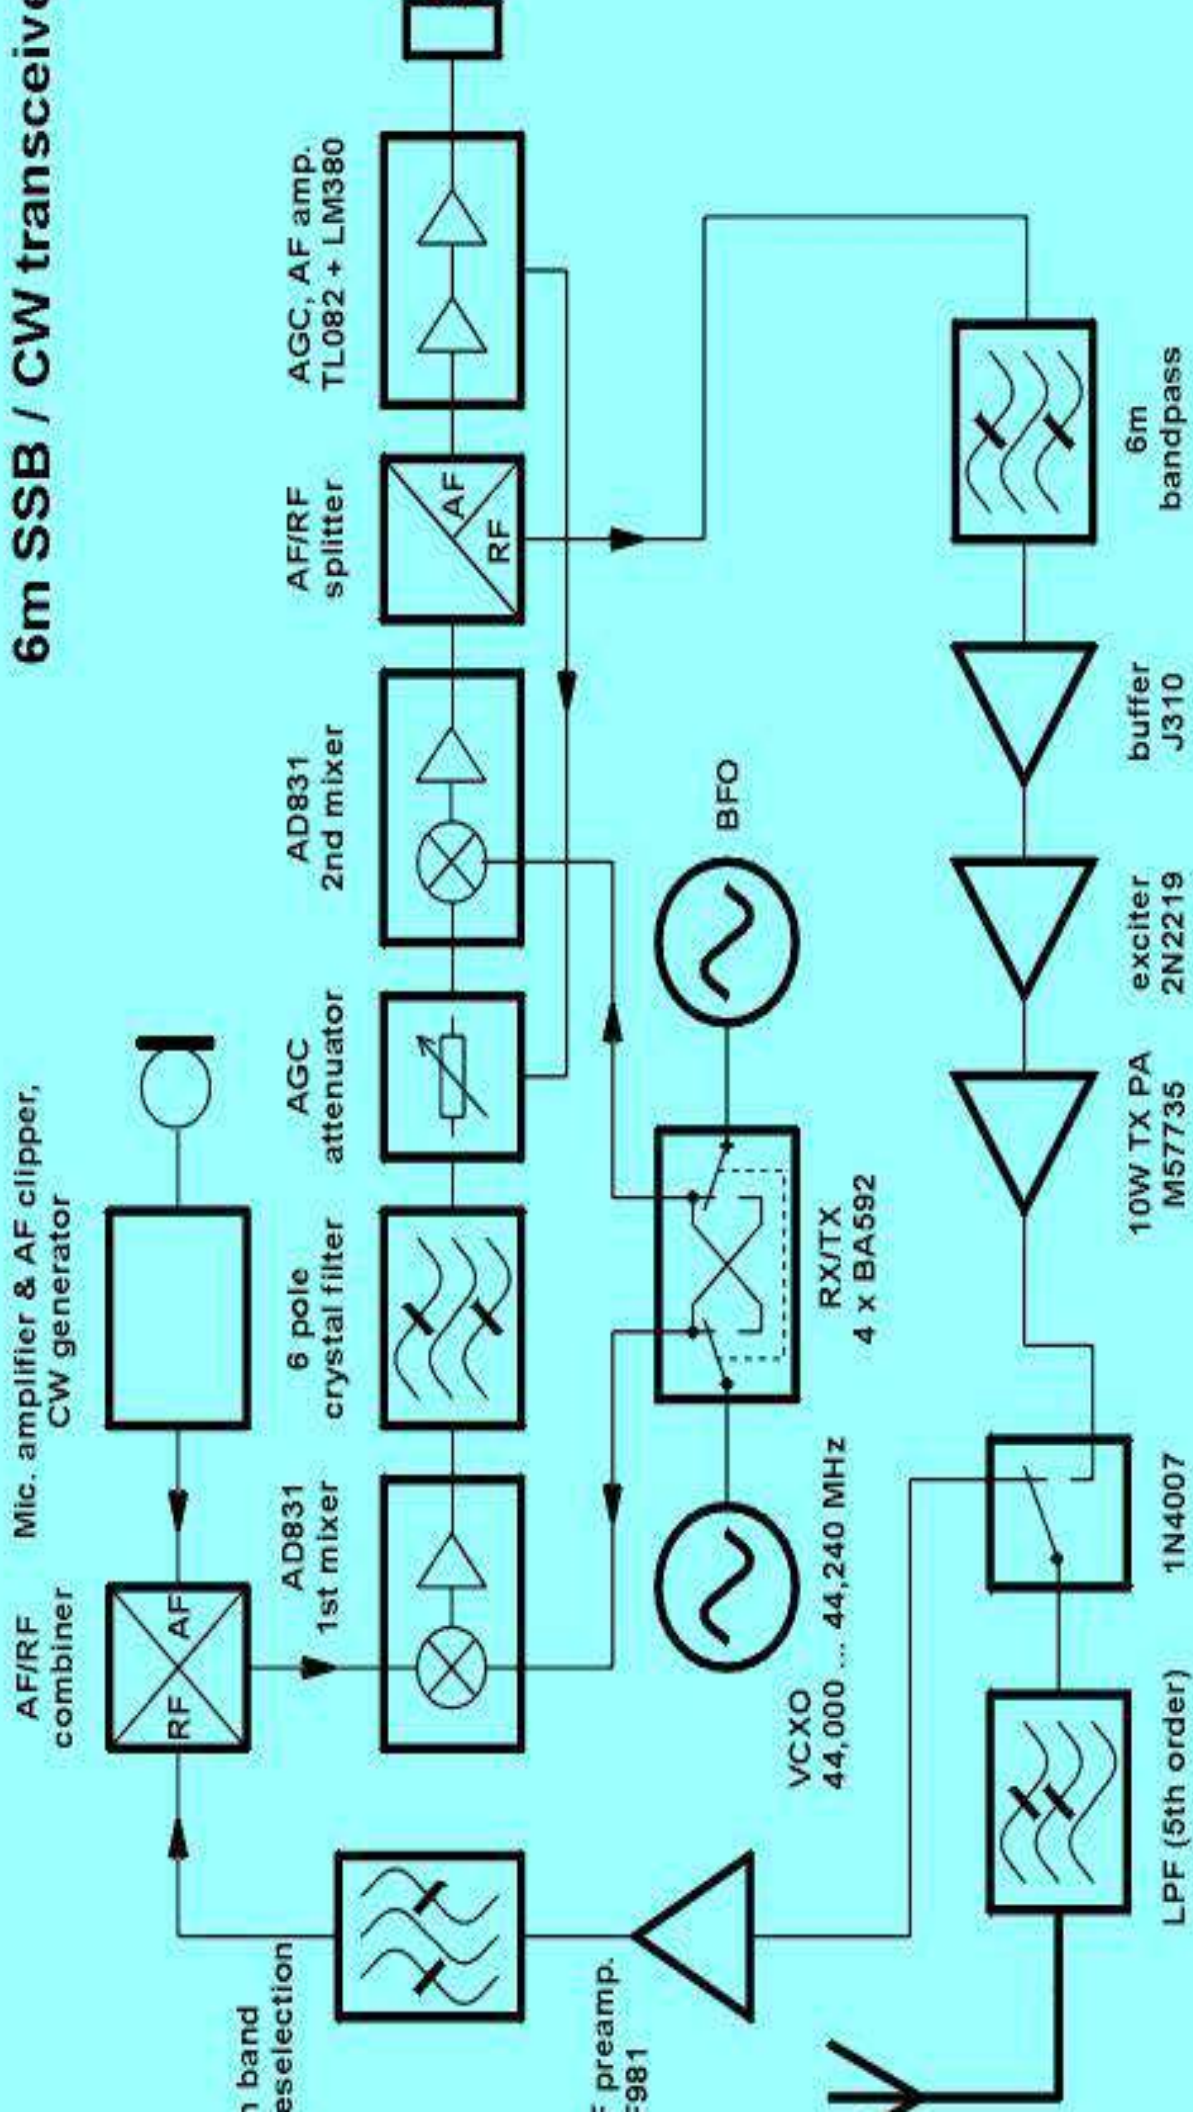 6m SSB / CW transceive
Mic. amplifier & AF clipper,
CW generator
AF/RF
combiner
RF
AF
AD831
1st mixer
6 pole
crystal filter
AGC
attenuator
AD831
2nd mixer
AF/RF
splitter
AF
RF
AGC, AF amp.
TL082 + LM380
band
eselection
preamp.
F981
VCXO
44,000 .... 44,240 MHz
RX/TX
4 x BA592
BFO
LPF (5th order)
1N4007
10W TX PA
M57735
exciter
2N2219
buffer
J310
6m
bandpass